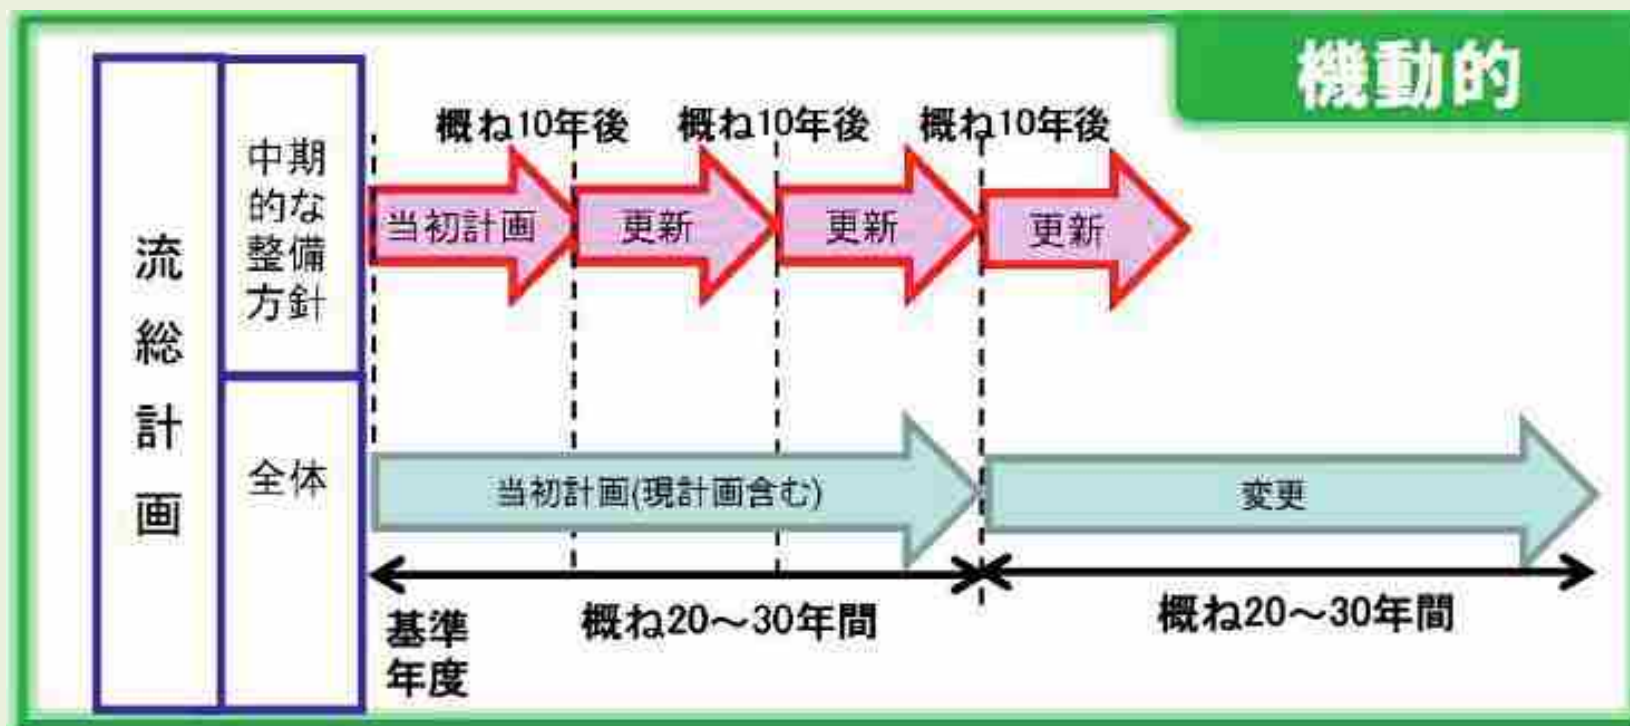 機動的
流総計画
中期
的な
整備
方針
概ね10年後
概ね10年後
概ね10年後
当初計画
更新
更新
更新
全体
当初計画(現計画含む)
変更
基準
年度
概ね20～30年間
概ね20～30年間